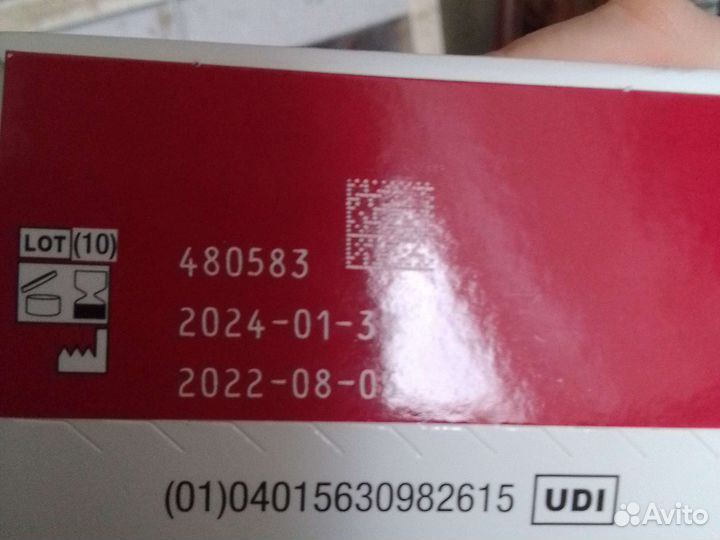 LOT (10) 480583
2024-01-3
2022-08-0
(01)04015630982615 UDI
Avito